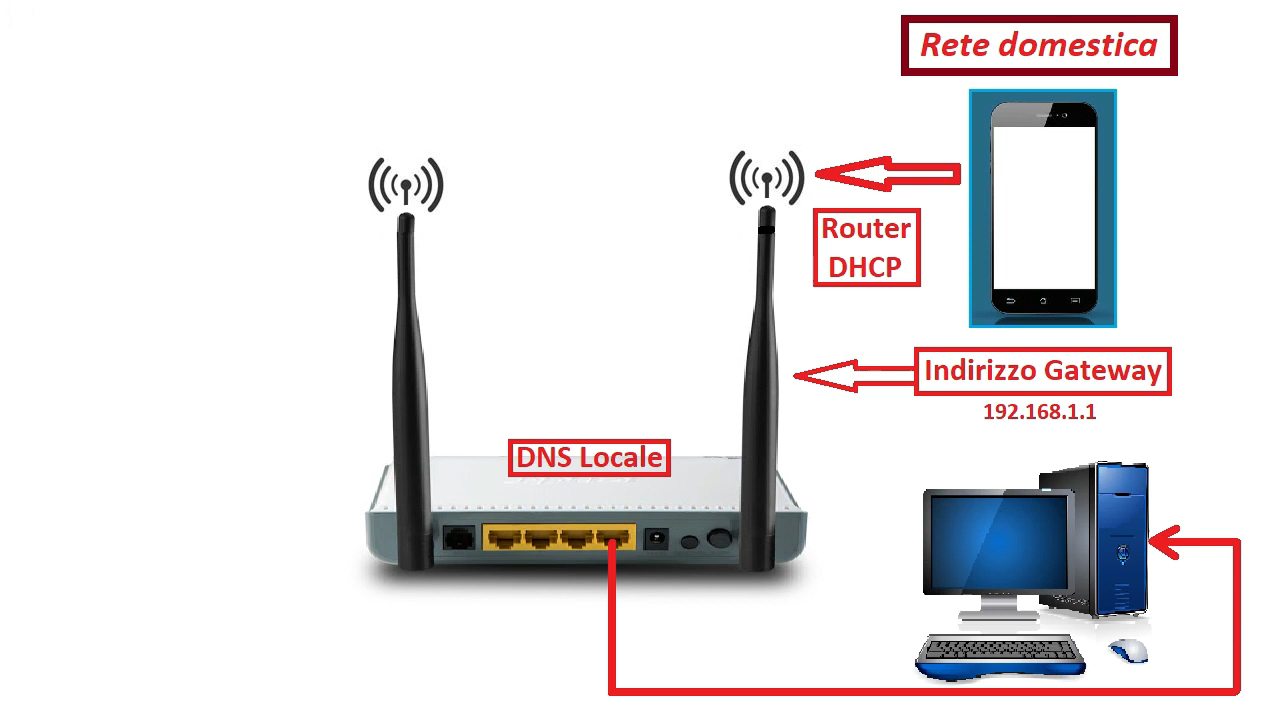 Rete domestica
Router
DHCP
Indirizzo Gateway
192.168.1.1
DNS Locale